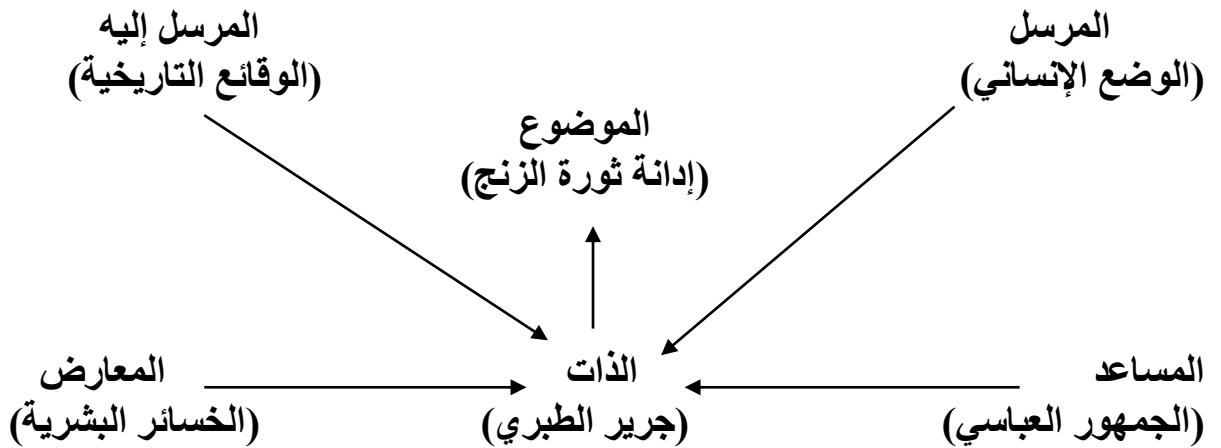 المرسل
(الوضع الإنساني)
المرسل إليه
(الوقائع التاريخية)
الموضوع
(إدانة ثورة الزنج)
المساعد
(الجمهور العباسي)
الذات
(جرير الطبري)
المعارض
(الخسائر البشرية)